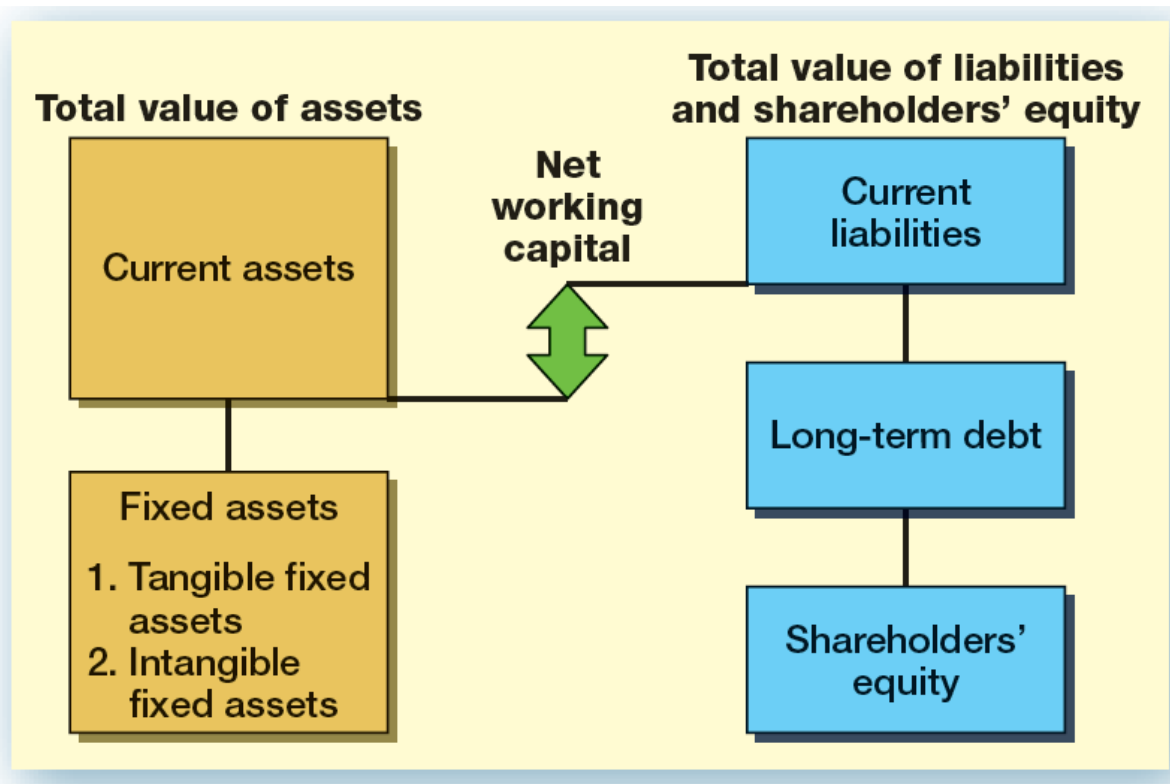 Total value of assets
Current assets
Fixed assets
1. Tangible fixed
assets
2. Intangible
fixed assets
Net
working
capital
Total value of liabilities
and shareholders’ equity
Current
liabilities
Long-term debt
Shareholders’
equity